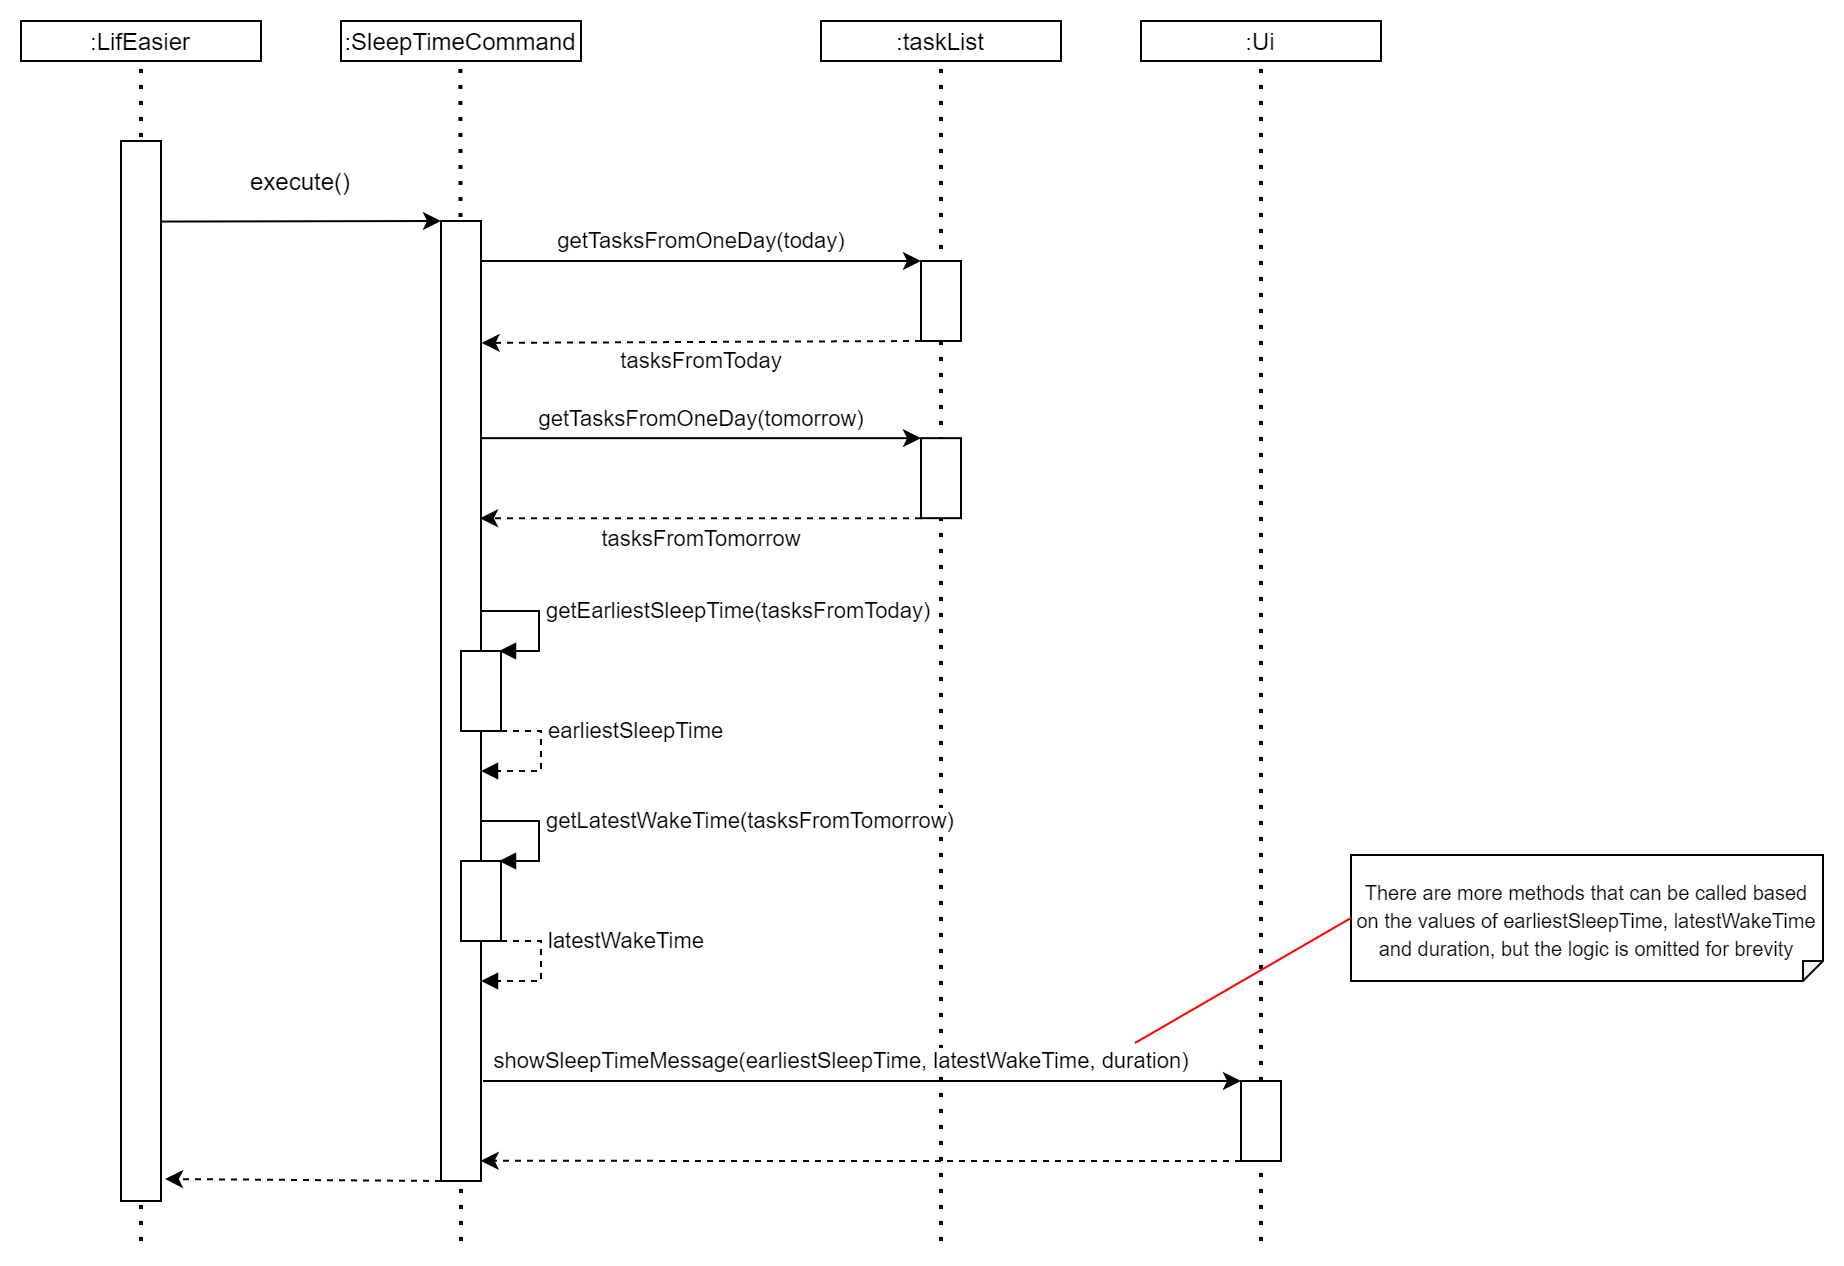 :LifEasier
:SleepTimeCommand
:taskList
:Ui
execute()
getTasksFromOneDay(today)
tasksFromToday
getTasksFromOneDay(tomorrow)
tasksFromTomorrow
getEarliestSleepTime(tasksFromToday)
earliestSleepTime
getLatestWakeTime(tasksFromTomorrow)
latestWakeTime
There are more methods that can be called based
on the values of earliestSleepTime, latestWakeTime
and duration, but the logic is omitted for brevity
showSleepTimeMessage(earliestSleepTime, latestWakeTime, duration)